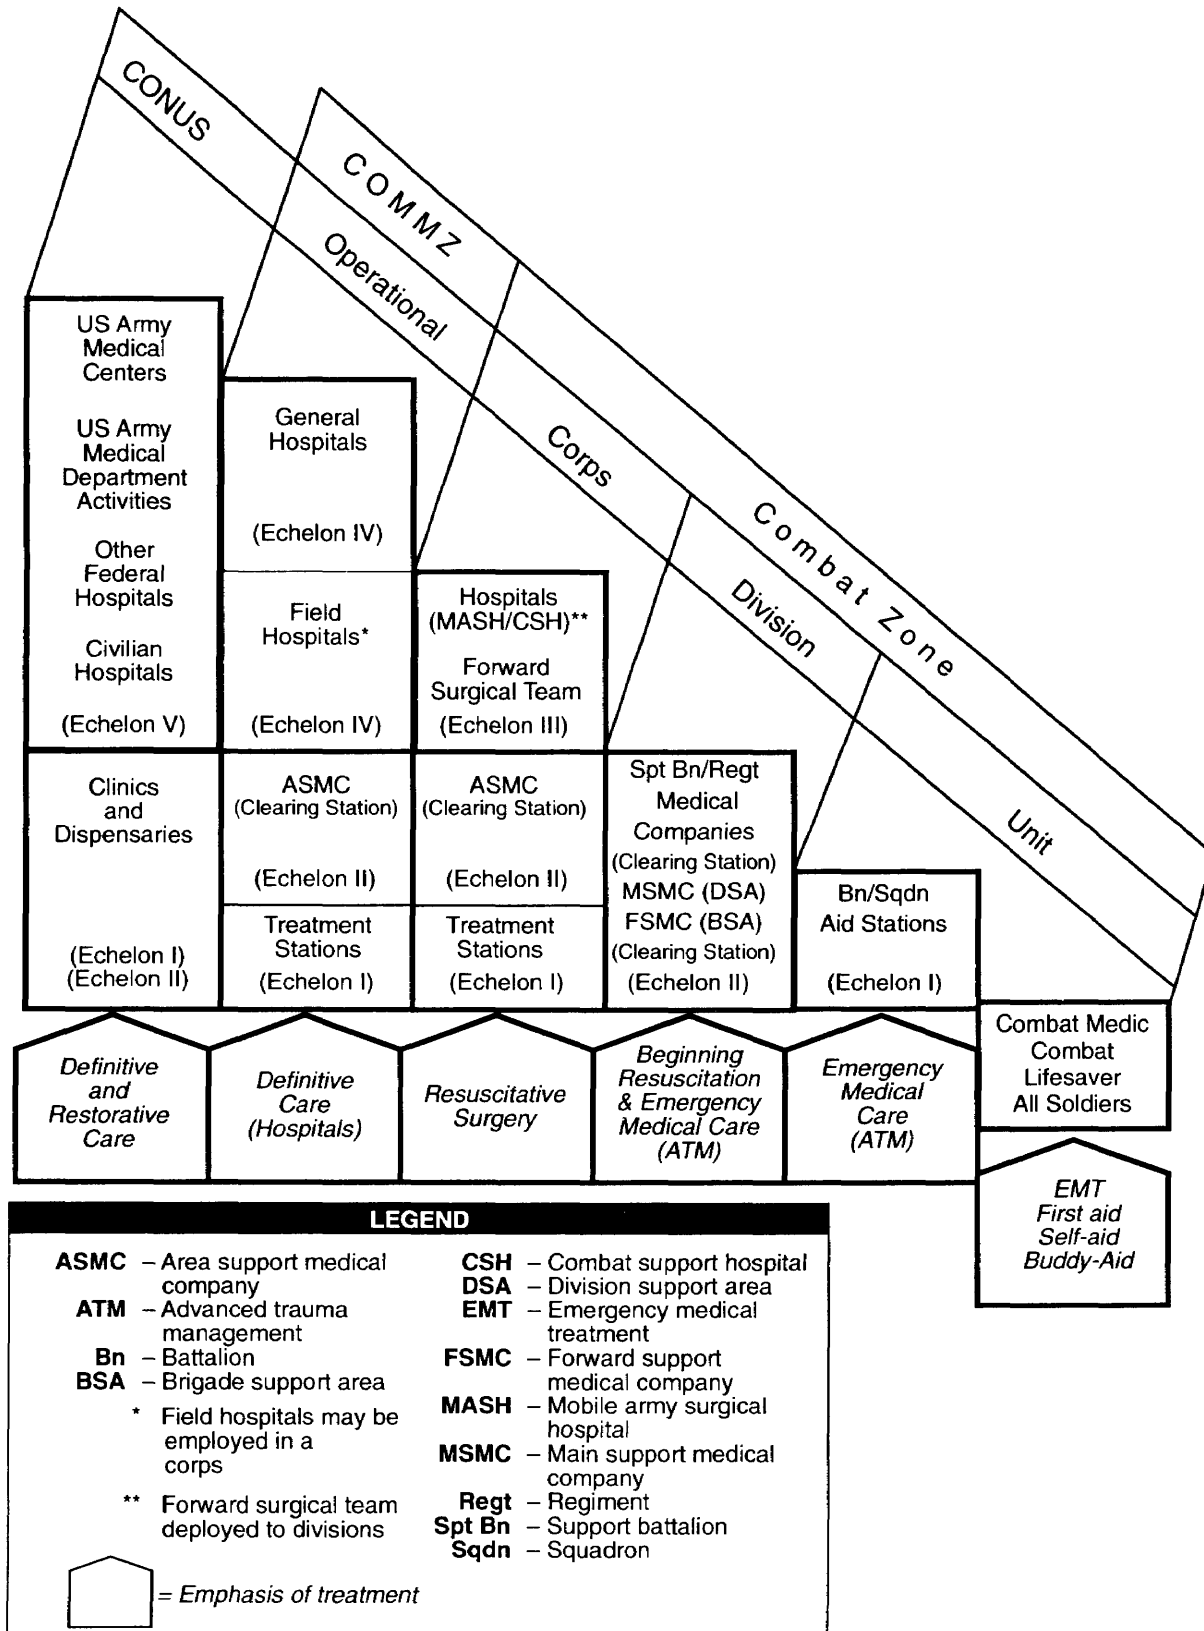 CONUS
COMMZ
Operational
Corps
Combat Zone
Division
Unit
US Army
Medical
Centers
US Army
Medical
Department
Activities
Other
Federal
Hospitals
Civilian
Hospitals
(Echelon V)
Clinics
and
Dispensaries
(Echelon I)
(Echelon II)
General
Hospitals
(Echelon IV)
Field
Hospitals*
(Echelon IV)
ASMC
(Clearing Station)
(Echelon II)
Treatment
Stations
(Echelon I)
Hospitals
(MASH/CSH)**
Forward
Surgical Team
(Echelon III)
ASMC
(Clearing Station)
(Echelon II)
Treatment
Stations
(Echelon I)
Spt Bn/Regt
Medical
Companies
(Clearing Station)
MSMC (DSA)
FSMC (BSA)
(Clearing Station)
(Echelon II)
Bn/Sqdn
Aid Stations
(Echelon I)
Combat Medic
Combat
Lifesaver
All Soldiers
Definitive
and
Restorative
Care
Definitive
Care
(Hospitals)
Resuscitative
Surgery
Beginning
Resuscitation
& Emergency
Medical Care
(ATM)
Emergency
Medical
Care
(ATM)
EMT
First aid
Self-aid
Buddy-Aid
LEGEND
ASMC – Area support medical
company
ATM – Advanced trauma
management
Bn – Battalion
BSA – Brigade support area
* Field hospitals may be
employed in a
corps
** Forward surgical team
deployed to divisions
= Emphasis of treatment
CSH – Combat support hospital
DSA – Division support area
EMT – Emergency medical
treatment
FSMC – Forward support
medical company
MASH – Mobile army surgical
hospital
MSMC – Main support medical
company
Regt – Regiment
Spt Bn – Support battalion
Sqdn – Squadron